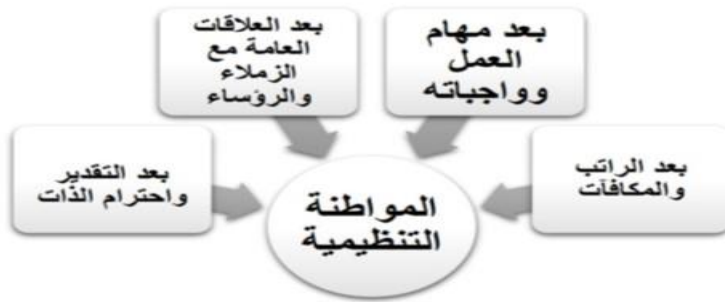 بعد مهام
العمل
وواجباته
بعد العلاقات
العامة مع
الزملاء
والرؤساء
بعد الراتب
والمكافآت
بعد التقدير
واحترام الذات
المواطنة
التنظيمية